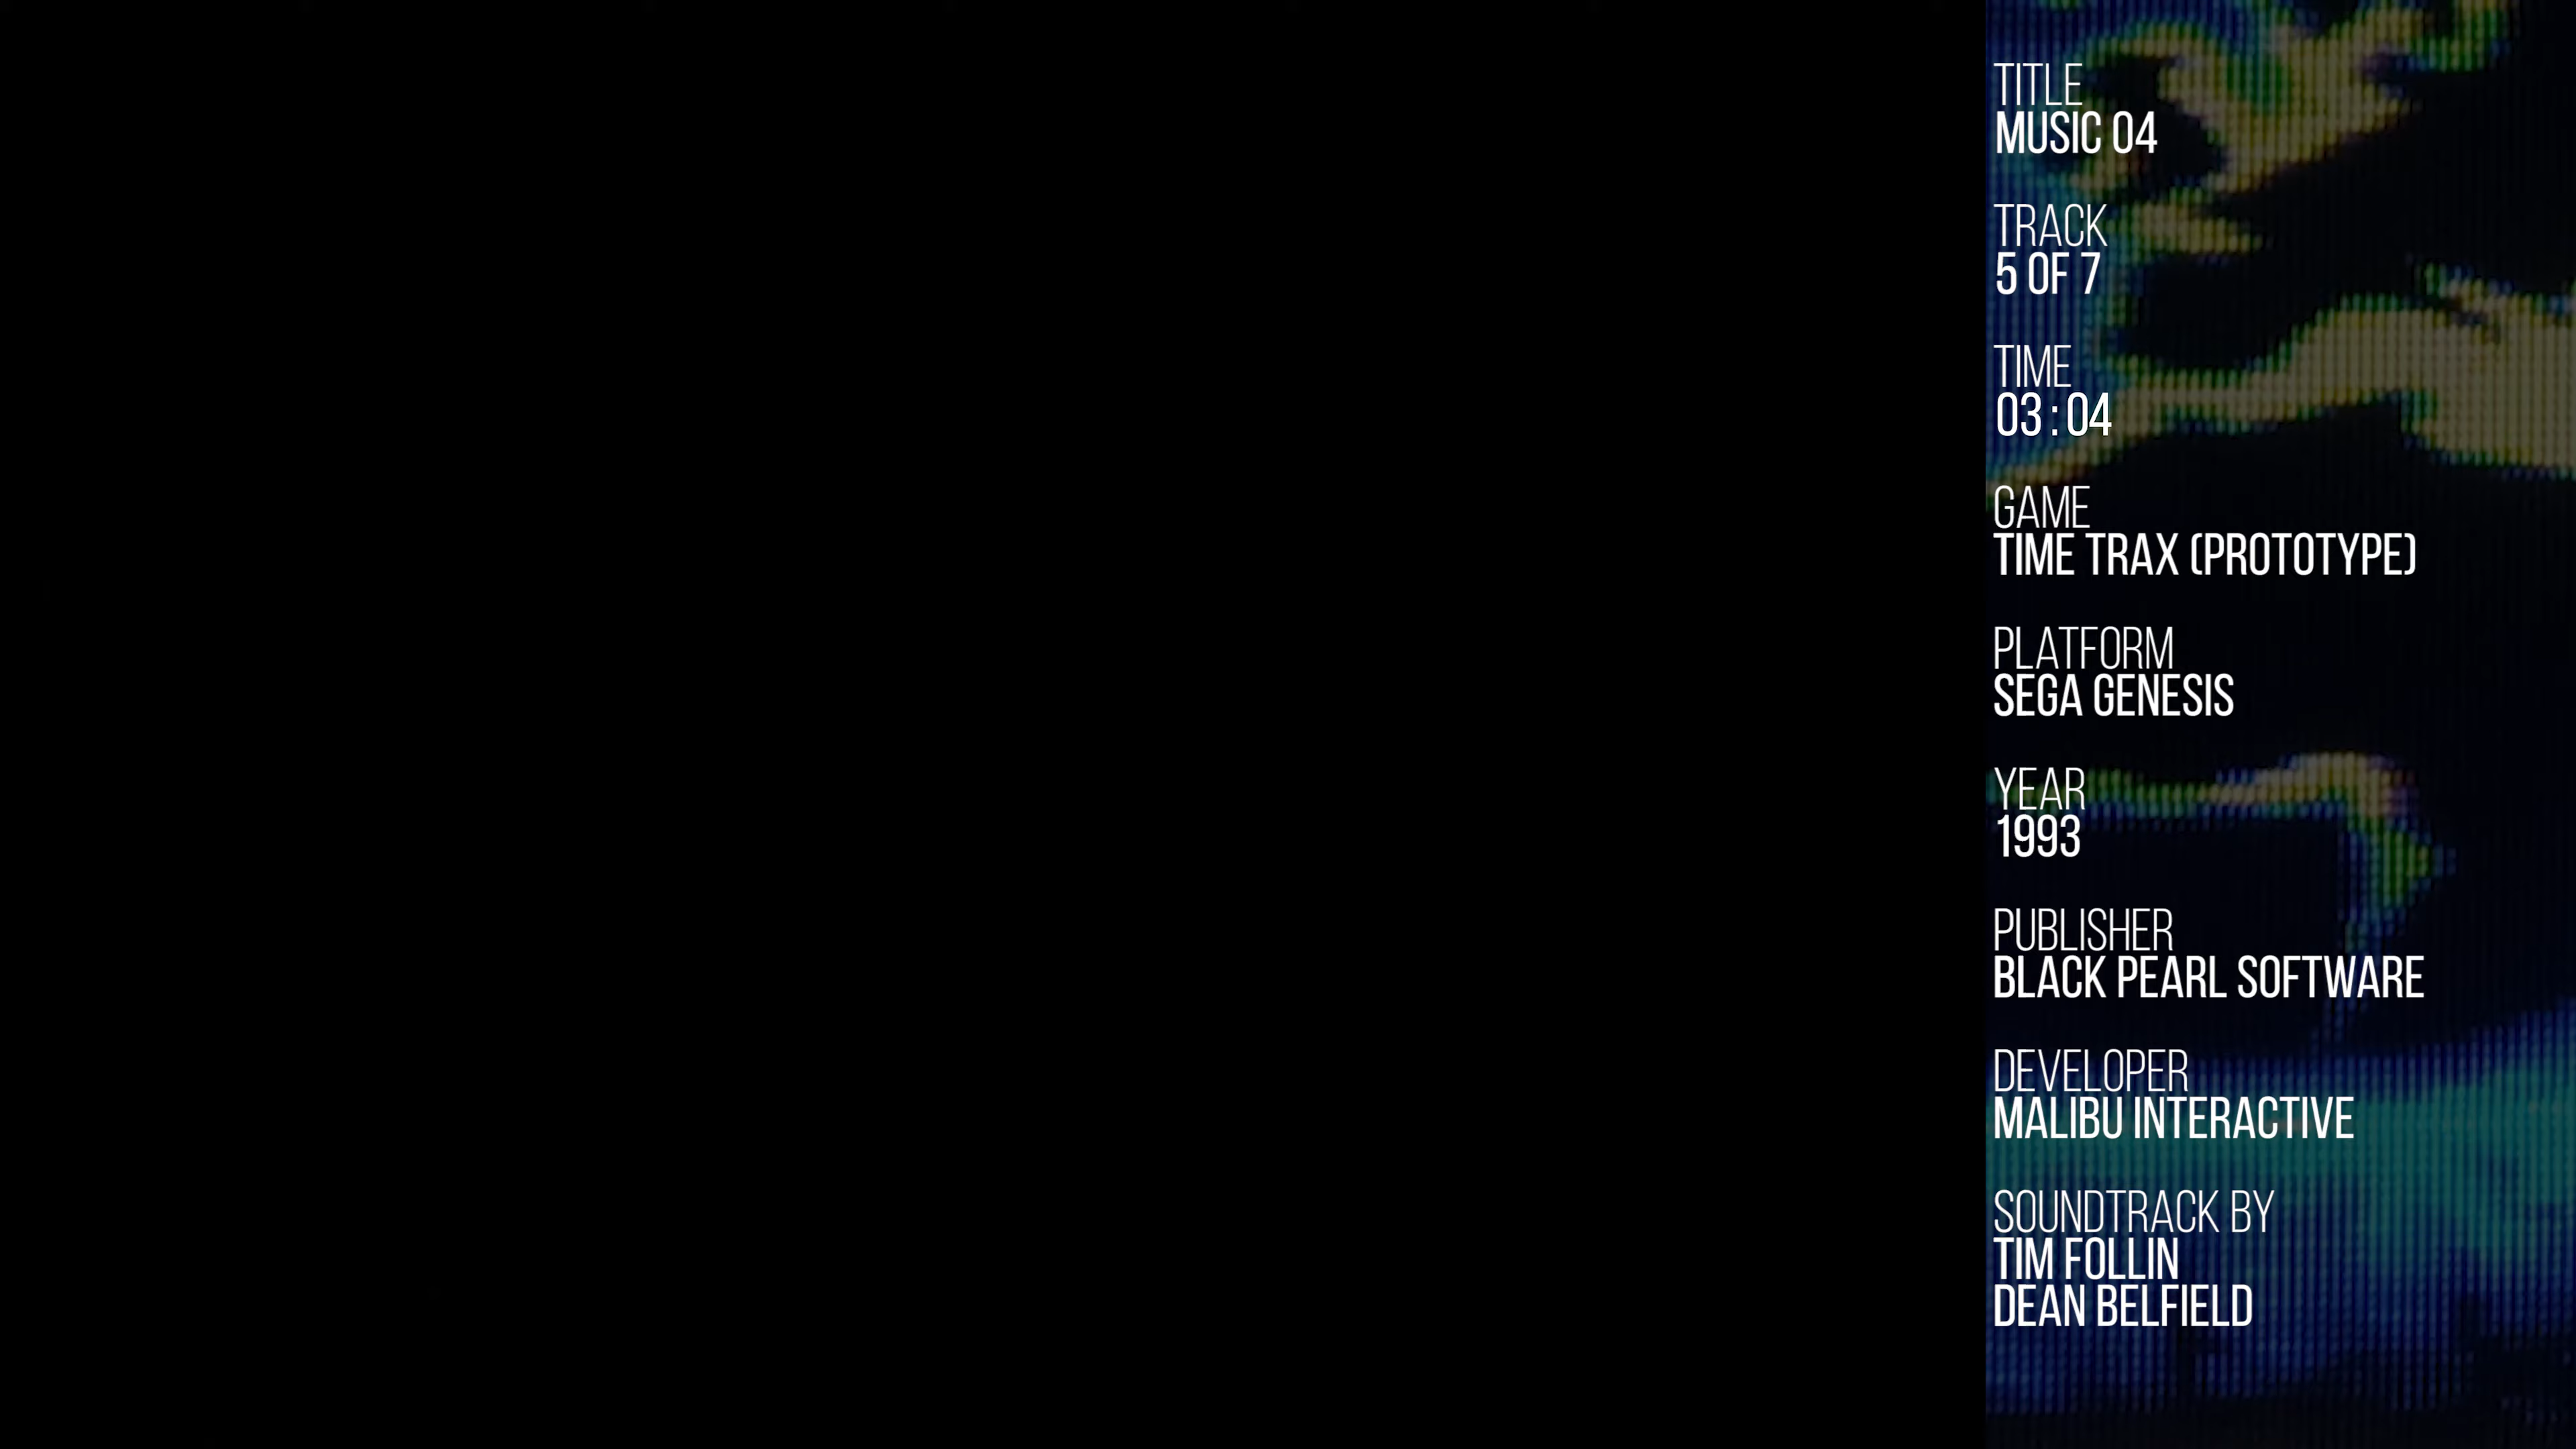 TITLE
MUSIC 04
TRACK
5 OF 7
TIME
03:04
GAME
TIME TRAX (PROTOTYPE)
PLATFORM
SEGA GENESIS
YEAR
1993
PUBLISHER
BLACK PEARL SOFTWARE
DEVELOPER
MALIBU INTERACTIVE
SOUNDTRACK BY
TIM FOLLIN
DEAN BELFIELD